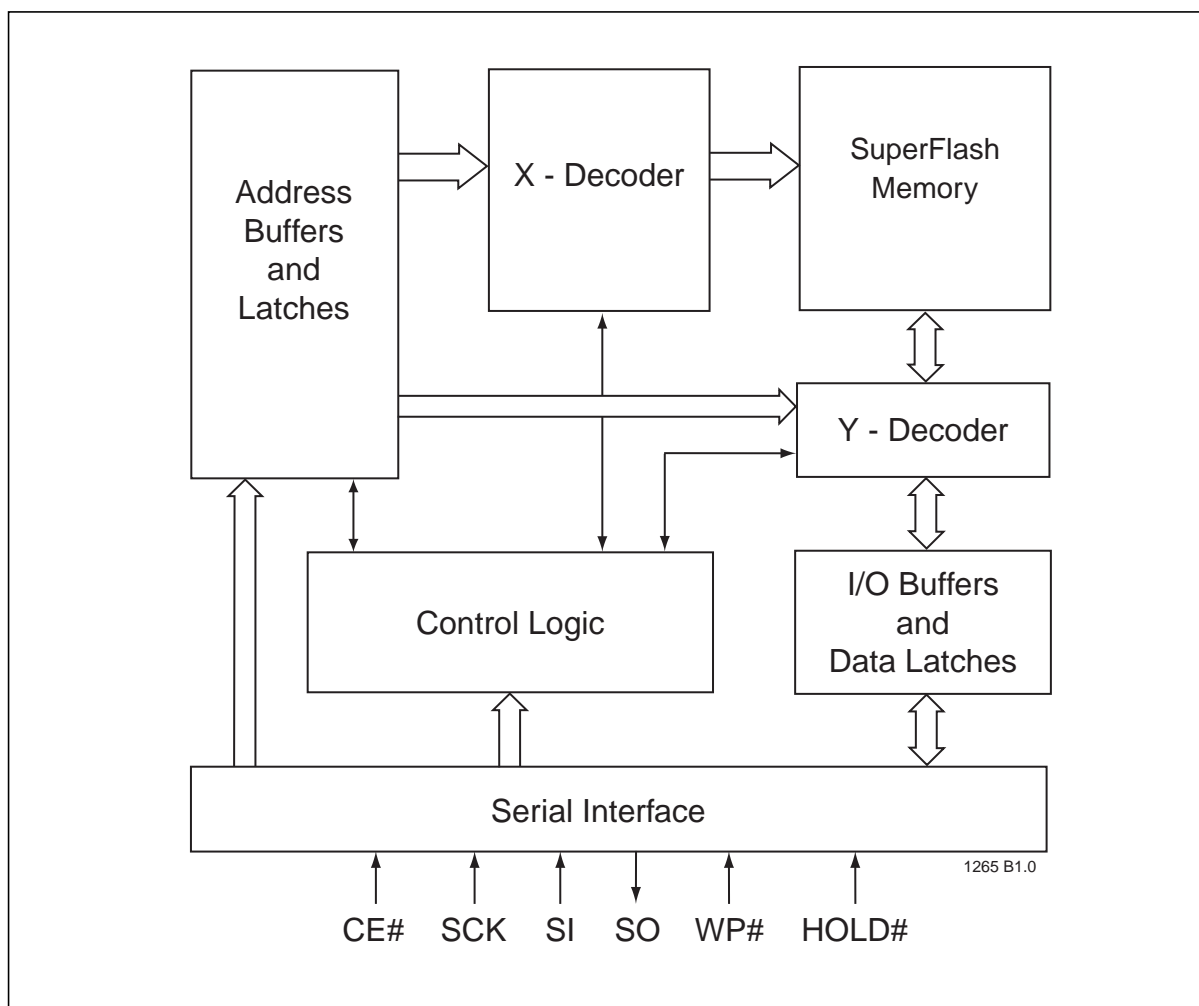 Address
Buffers
and
Latches
X - Decoder
SuperFlash
Memory
Y - Decoder
Control Logic
I/O Buffers
and
Data Latches
Serial Interface
1265 B1.0
CE# SCK SI SO WP# HOLD#